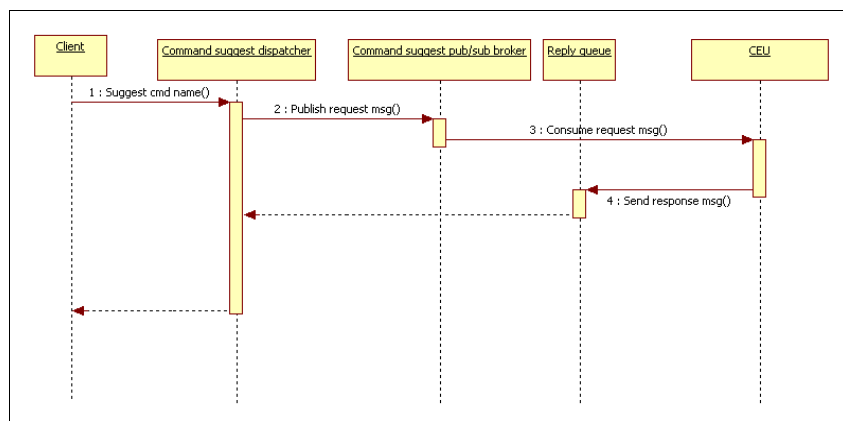 Client
Command suggest dispatcher
Command suggest pub/sub broker
Reply queue
CEU
1 : Suggest cmd name()
2 : Publish request msg()
3 : Consume request msg()
4 : Send response msg()